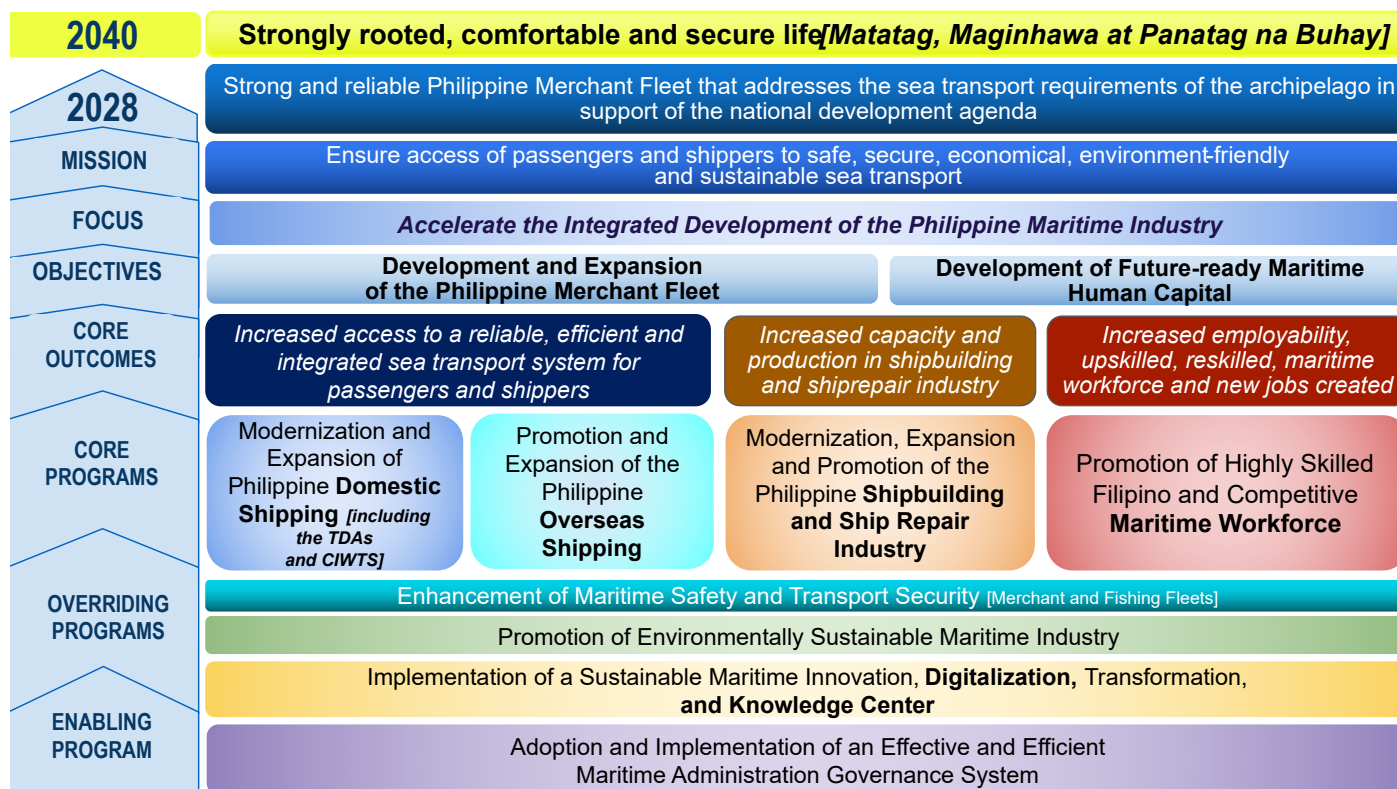 2040
Strongly rooted, comfortable and secure life[Matatag, Maginhawa at Panatag na Buhay]
2028
Strong and reliable Philippine Merchant Fleet that addresses the sea transport requirements of the archipelago in
support of the national development agenda
MISSION
Ensure access of passengers and shippers to safe, secure, economical, environment-friendly
and sustainable sea transport
FOCUS
Accelerate the Integrated Development of the Philippine Maritime Industry
OBJECTIVES
Development and Expansion
of the Philippine Merchant Fleet
Development of Future-ready Maritime
Human Capital
CORE
OUTCOMES
Increased access to a reliable, efficient and
integrated sea transport system for
passengers and shippers
Increased capacity and
production in shipbuilding
and shiprepair industry
Increased employability,
upskilled, reskilled, maritime
workforce and new jobs created
CORE
PROGRAMS
Modernization and
Expansion of
Philippine Domestic
Shipping [including
the TDAs
and CIWTS]
Promotion and
Expansion of the
Philippine
Overseas
Shipping
Modernization, Expansion
and Promotion of the
Philippine Shipbuilding
and Ship Repair
Industry
Promotion of Highly Skilled
Filipino and Competitive
Maritime Workforce
OVERRIDING
PROGRAMS
Enhancement of Maritime Safety and Transport Security [Merchant and Fishing Fleets]
Promotion of Environmentally Sustainable Maritime Industry
ENABLING
PROGRAM
Implementation of a Sustainable Maritime Innovation, Digitalization, Transformation,
and Knowledge Center
Adoption and Implementation of an Effective and Efficient
Maritime Administration Governance System